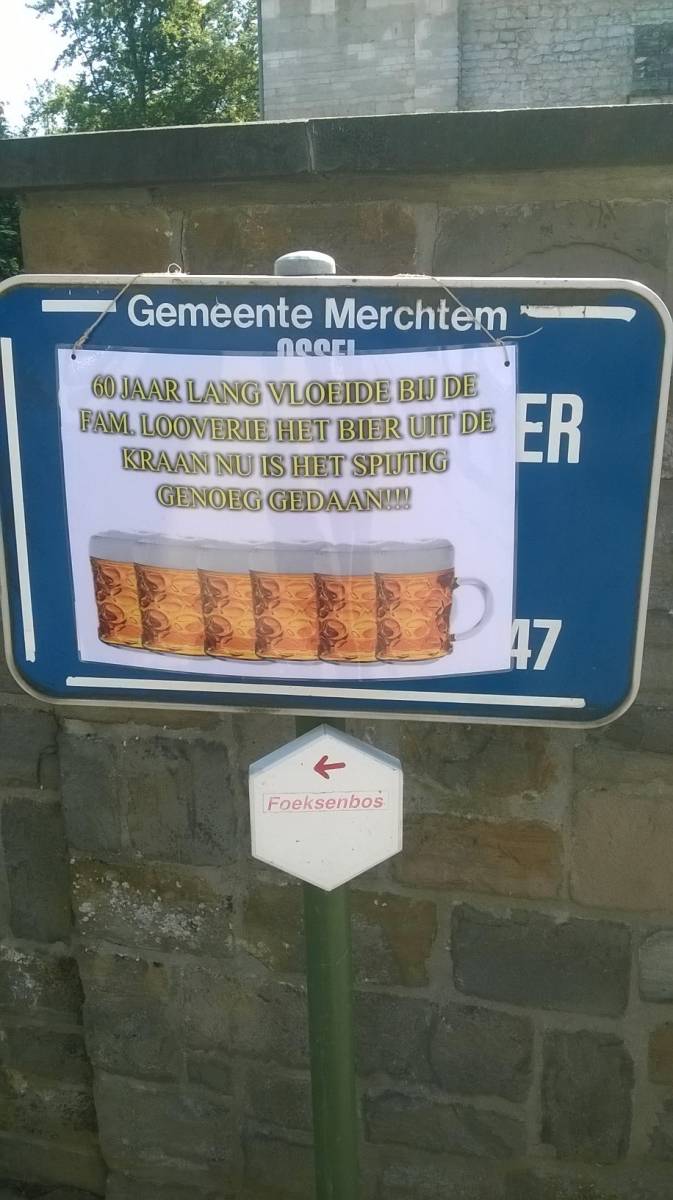 Gemeente Merchtem
OSSEL
60 JAAR LANG VLOEIDE BIJ DE
FAM. LOOVERIE HET BIER UIT DE
KRAAN NU IS HET SPIJTIG
GENOEG GEDAAN!!!
ER
47
Foeksenbos